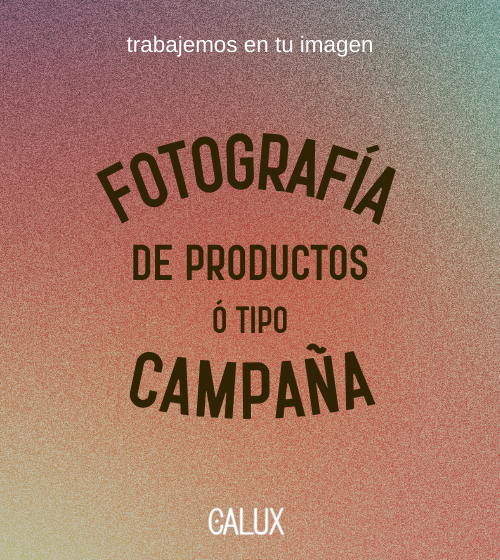 trabajemos en tu imagen
FOTOGRAFÍA
DE PRODUCTOS
Ó TIPO
CAMPAÑA
CALUX